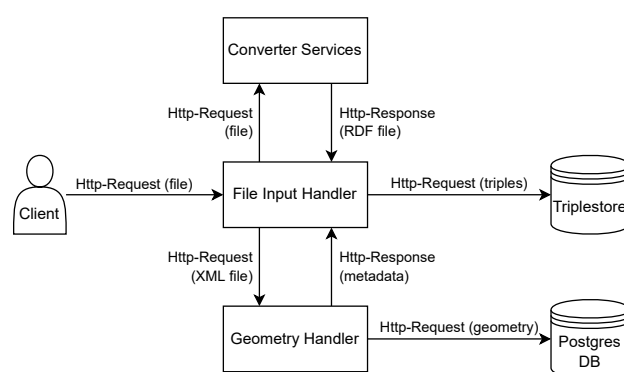 Converter Services
Http-Request
(file)
Http-Response
(RDF file)
Http-Request (file)
Client
File Input Handler
Http-Request (triples)
Triplestore
Http-Request
(XML file)
Http-Response
(metadata)
Geometry Handler
Http-Request (geometry)
Postgres
DB